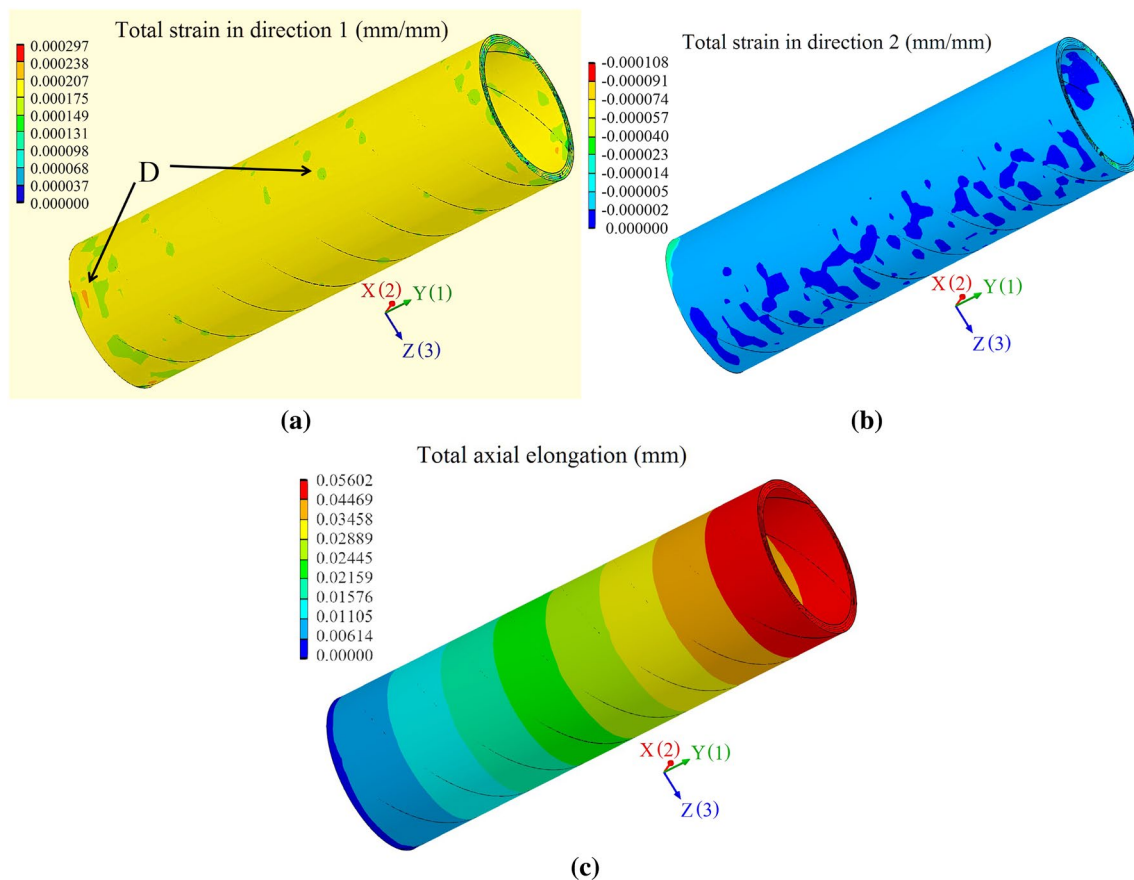 Total strain in direction 1 (mm/mm)
0.000297
0.000238
0.000207
0.000175
0.000149
0.000131
0.000098
0.000068
0.000037
0.000000
D
X(2)
Y(1)
Z(3)
(a)
Total strain in direction 2 (mm/mm)
-0.000108
-0.000091
-0.000074
-0.000057
-0.000040
-0.000023
-0.000014
-0.000005
-0.000002
0.000000
X(2)
Y(1)
Z(3)
(b)
Total axial elongation (mm)
0.05602
0.04469
0.03458
0.02889
0.02445
0.02159
0.01576
0.01105
0.00614
0.00000
X(2)
Y(1)
Z(3)
(c)